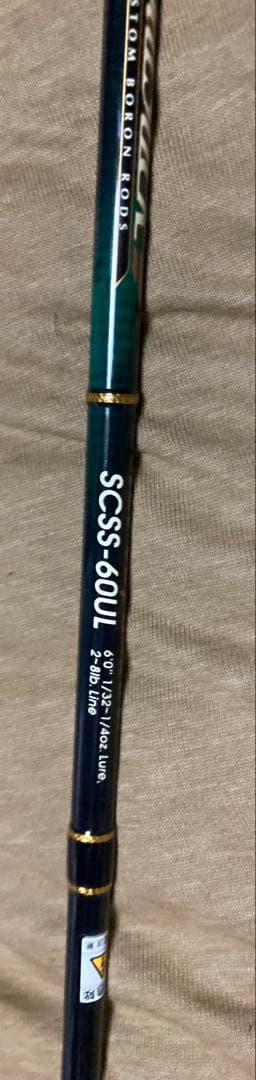 STOM BORON RODS
SCSS-60UL
6'0" 1/32~1/4oz. Lure,
2~8lb. Line